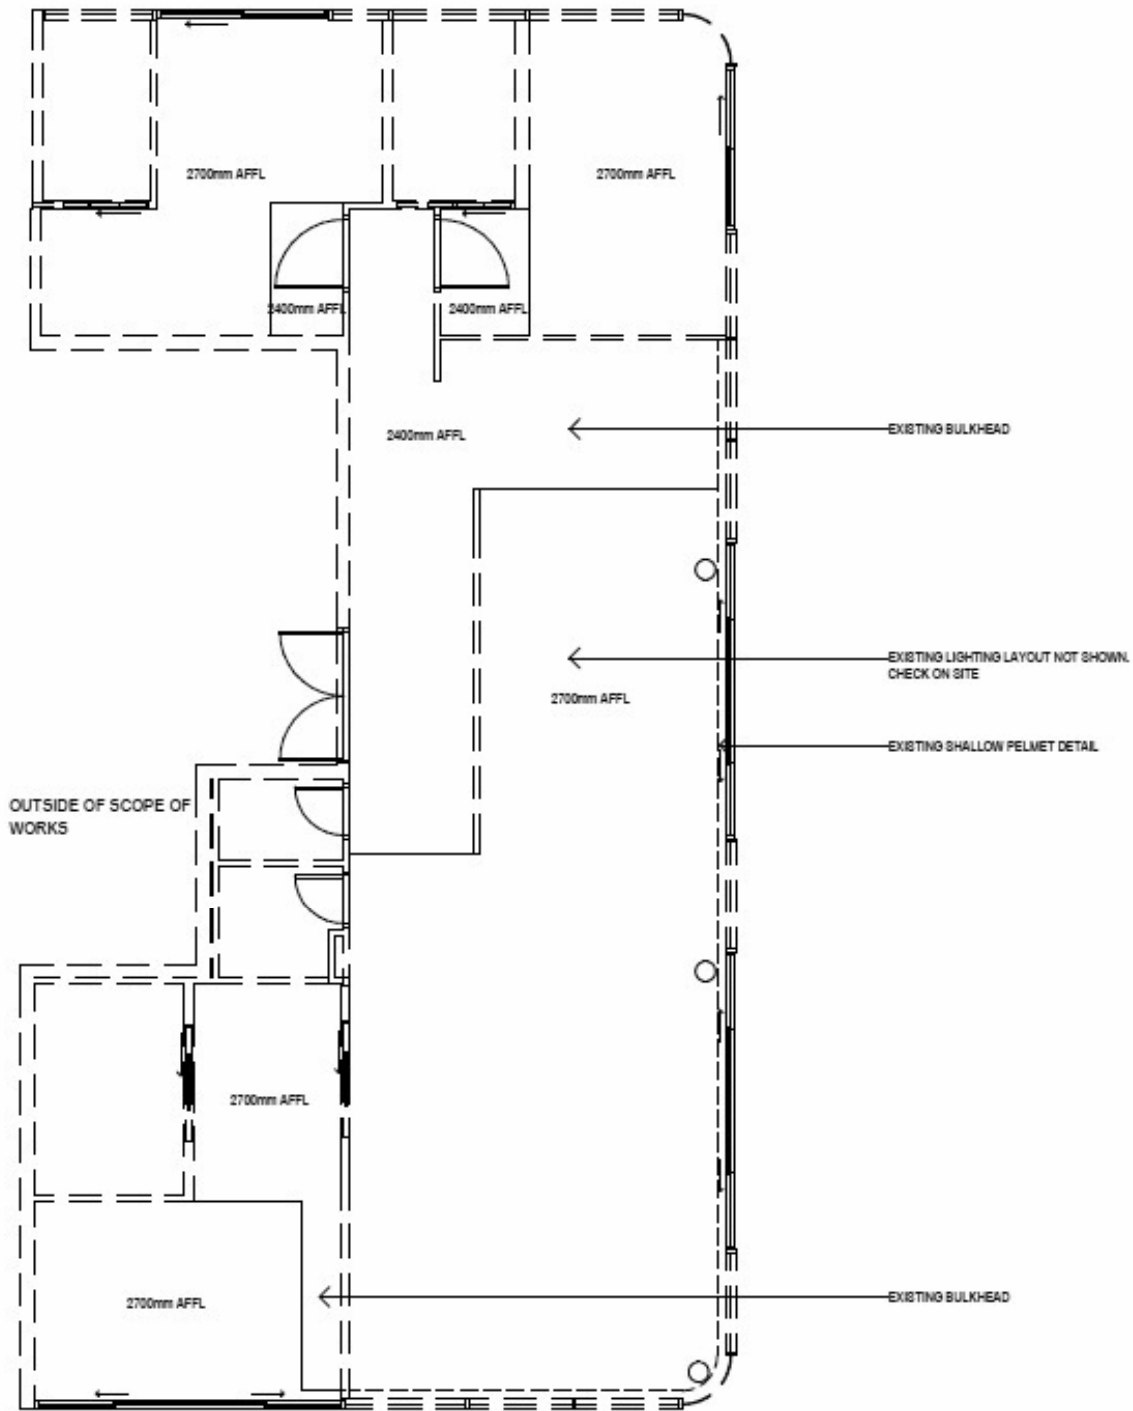 2700mm AFFL
2700mm AFFL
2400mm AFFL
2400mm AFFL
2400mm AFFL
EXISTING BULKHEAD
EXISTING LIGHTING LAYOUT NOT SHOWN.
CHECK ON SITE
2700mm AFFL
EXISTING SHALLOW PELMET DETAIL
OUTSIDE OF SCOPE OF
WORKS
2700mm AFFL
2700mm AFFL
EXISTING BULKHEAD